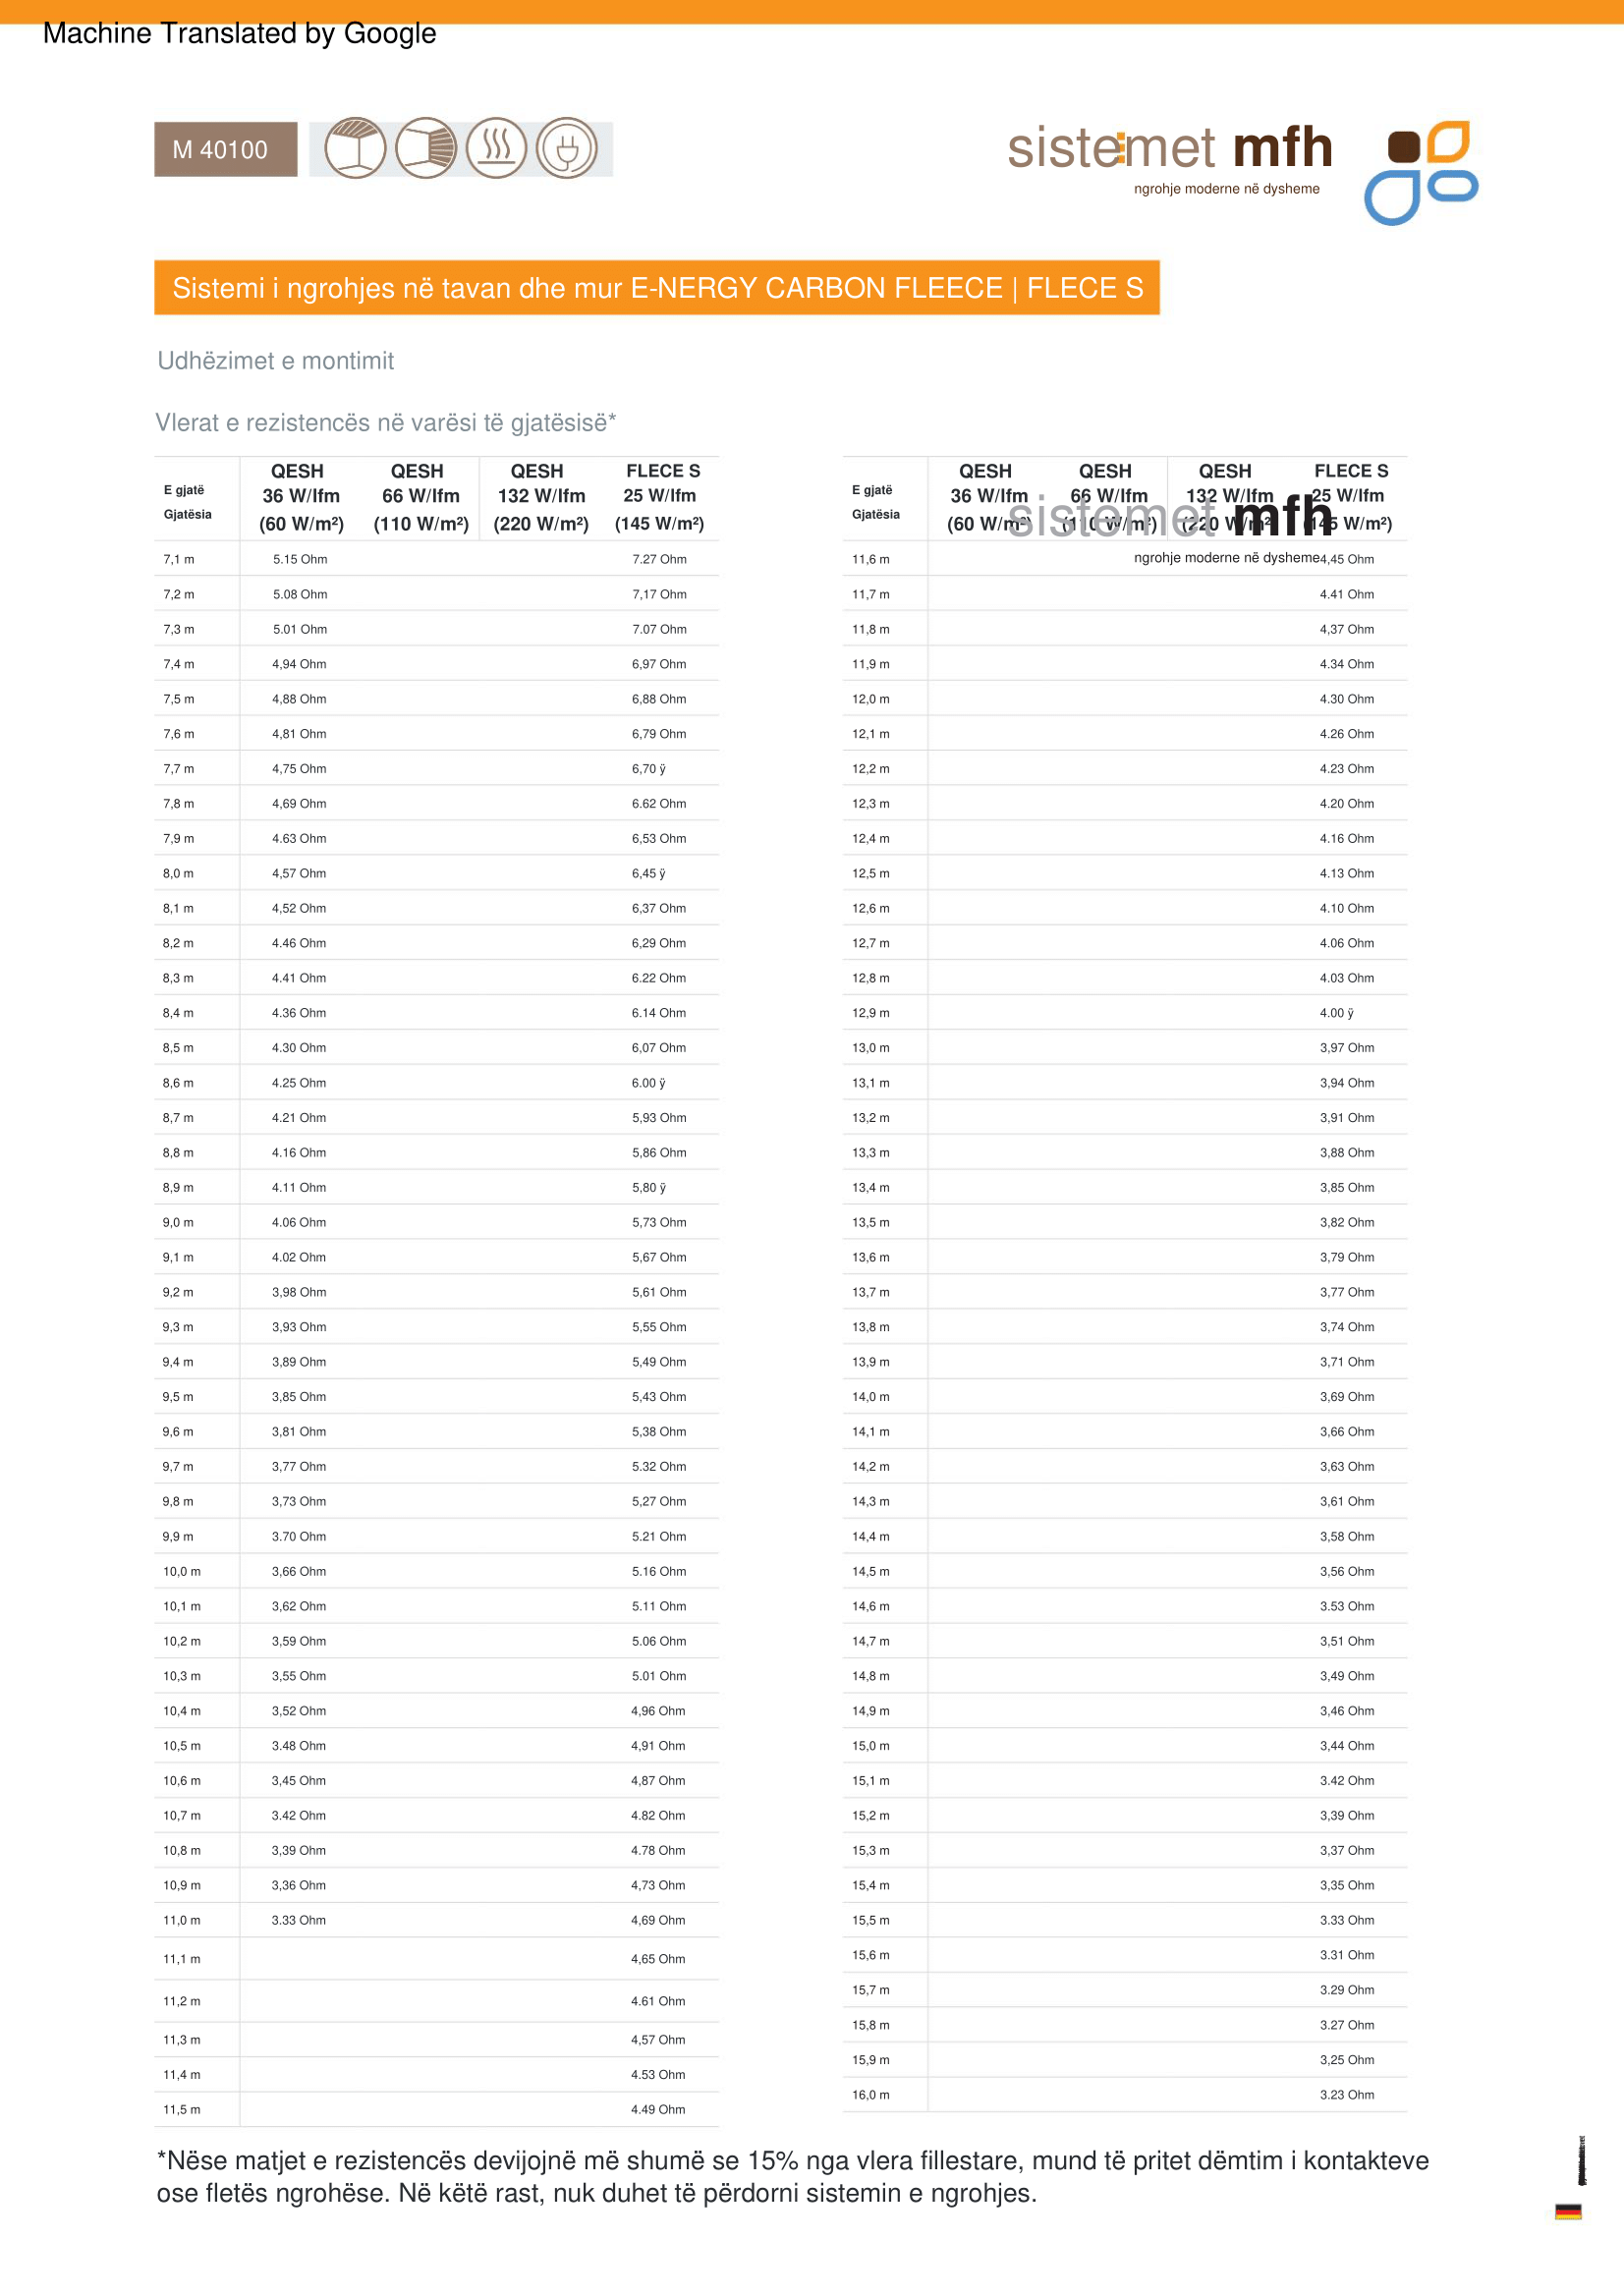 Machine Translated by Google
M 40100
sistemet mfh
ngrohje moderne në dysheme
Sistemi i ngrohjes në tavan dhe mur E-NERGY CARBON FLEECE | FLECE S
Udhëzimet e montimit
Vlerat e rezistencës në varësi të gjatësisë*
E gjatë Gjatësia QESH 36 W/lfm (60 W/m²) QESH 66 W/lfm (110 W/m²) QESH 132 W/lfm (220 W/m²) FLECE S 25 W/lfm (145 W/m²)
7,1 m 5.15 Ohm 7.27 Ohm
7,2 m 5.08 Ohm 7,17 Ohm
7,3 m 5.01 Ohm 7.07 Ohm
7,4 m 4,94 Ohm 6,97 Ohm
7,5 m 4,88 Ohm 6,88 Ohm
7,6 m 4,81 Ohm 6,79 Ohm
7,7 m 4,75 Ohm 6,70 ÿ
7,8 m 4,69 Ohm 6.62 Ohm
7,9 m 4.63 Ohm 6,53 Ohm
8,0 m 4,57 Ohm 6,45 ÿ
8,1 m 4,52 Ohm 6,37 Ohm
8,2 m 4.46 Ohm 6,29 Ohm
8,3 m 4.41 Ohm 6.22 Ohm
8,4 m 4.36 Ohm 6.14 Ohm
8,5 m 4.30 Ohm 6,07 Ohm
8,6 m 4.25 Ohm 6.00 ÿ
8,7 m 4.21 Ohm 5,93 Ohm
8,8 m 4.16 Ohm 5,86 Ohm
8,9 m 4.11 Ohm 5,80 ÿ
9,0 m 4.06 Ohm 5,73 Ohm
9,1 m 4.02 Ohm 5,67 Ohm
9,2 m 3,98 Ohm 5,61 Ohm
9,3 m 3,93 Ohm 5,55 Ohm
9,4 m 3,89 Ohm 5,49 Ohm
9,5 m 3,85 Ohm 5,43 Ohm
9,6 m 3,81 Ohm 5,38 Ohm
9,7 m 3,77 Ohm 5.32 Ohm
9,8 m 3,73 Ohm 5,27 Ohm
9,9 m 3.70 Ohm 5.21 Ohm
10,0 m 3,66 Ohm 5.16 Ohm
10,1 m 3,62 Ohm 5.11 Ohm
10,2 m 3,59 Ohm 5.06 Ohm
10,3 m 3,55 Ohm 5.01 Ohm
10,4 m 3,52 Ohm 4,96 Ohm
10,5 m 3.48 Ohm 4,91 Ohm
10,6 m 3,45 Ohm 4,87 Ohm
10,7 m 3.42 Ohm 4.82 Ohm
10,8 m 3,39 Ohm 4.78 Ohm
10,9 m 3,36 Ohm 4,73 Ohm
11,0 m 3.33 Ohm 4,69 Ohm
11,1 m 4,65 Ohm
11,2 m 4.61 Ohm
11,3 m 4,57 Ohm
11,4 m 4.53 Ohm
11,5 m 4.49 Ohm
E gjatë Gjatësia QESH 36 W/lfm (60 W/m²) QESH 66 W/lfm (110 W/m²) QESH 132 W/lfm (220 W/m²) FLECE S 25 W/lfm (145 W/m²)
sistemet mfh
ngrohje moderne në dysheme
11,6 m 4,45 Ohm
11,7 m 4.41 Ohm
11,8 m 4,37 Ohm
11,9 m 4.34 Ohm
12,0 m 4.30 Ohm
12,1 m 4.26 Ohm
12,2 m 4.23 Ohm
12,3 m 4.20 Ohm
12,4 m 4.16 Ohm
12,5 m 4.13 Ohm
12,6 m 4.10 Ohm
12,7 m 4.06 Ohm
12,8 m 4.03 Ohm
12,9 m 4.00 ÿ
13,0 m 3,97 Ohm
13,1 m 3,94 Ohm
13,2 m 3,91 Ohm
13,3 m 3,88 Ohm
13,4 m 3,85 Ohm
13,5 m 3,82 Ohm
13,6 m 3,79 Ohm
13,7 m 3,77 Ohm
13,8 m 3,74 Ohm
13,9 m 3,71 Ohm
14,0 m 3,69 Ohm
14,1 m 3,66 Ohm
14,2 m 3,63 Ohm
14,3 m 3,61 Ohm
14,4 m 3,58 Ohm
14,5 m 3,56 Ohm
14,6 m 3.53 Ohm
14,7 m 3,51 Ohm
14,8 m 3,49 Ohm
14,9 m 3,46 Ohm
15,0 m 3,44 Ohm
15,1 m 3.42 Ohm
15,2 m 3,39 Ohm
15,3 m 3,37 Ohm
15,4 m 3,35 Ohm
15,5 m 3.33 Ohm
15,6 m 3.31 Ohm
15,7 m 3.29 Ohm
15,8 m 3.27 Ohm
15,9 m 3,25 Ohm
16,0 m 3.23 Ohm
*Nëse matjet e rezistencës devijojnë më shumë se 15% nga vlera fillestare, mund të pritet dëmtim i kontakteve
ose fletës ngrohëse. Në këtë rast, nuk duhet të përdorni sistemin e ngrohjes.